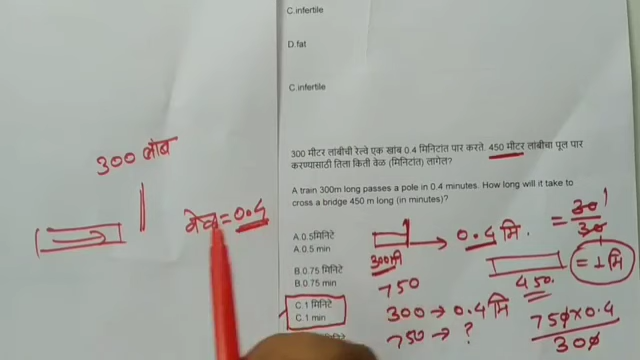 C.infertile
D.fat
C.infertile
300 मीटर लांबीची रेल्वे एक खांब 0.4 मिनिटांत पार करते. 450 मीटर लांबीचा पूल पार
करण्यासाठी तिला किती वेळ (मिनिटांत) लागेल?
A train 300m long passes a pole in 0.4 minutes. How long will it take to
cross a bridge 450 m long (in minutes)?
A.0.5मिनिटे
A.0.5 min
B.0.75 मिनिटे
B.0.75 min
C.1 मिनिटे
C.1 min
300 लांब
वेळ = 0.4
300मी
0.4 मि.
750
450.
300 → 0.4 मि
750 → ?
750 × 0.4
300
= 30
30
= 1 मि